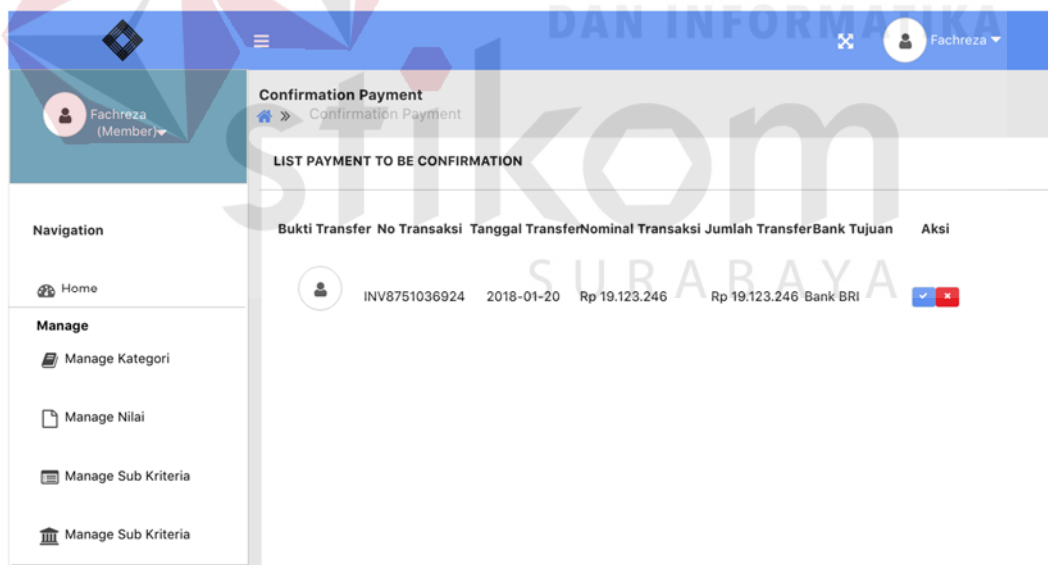 DAN INFORMATIKA
Fachreza
Fachreza
(Member)
Confirmation Payment
Confirmation Payment
stikom
LIST PAYMENT TO BE CONFIRMATION
Navigation
Bukti Transfer No Transaksi Tanggal Transfer Nominal Transaksi Jumlah Transfer Bank Tujuan Aksi
SURABAYA
Home
INV8751036924 2018-01-20 Rp 19.123.246 Rp 19.123.246 Bank BRI
Manage
Manage Kategori
Manage Nilai
Manage Sub Kriteria
Manage Sub Kriteria